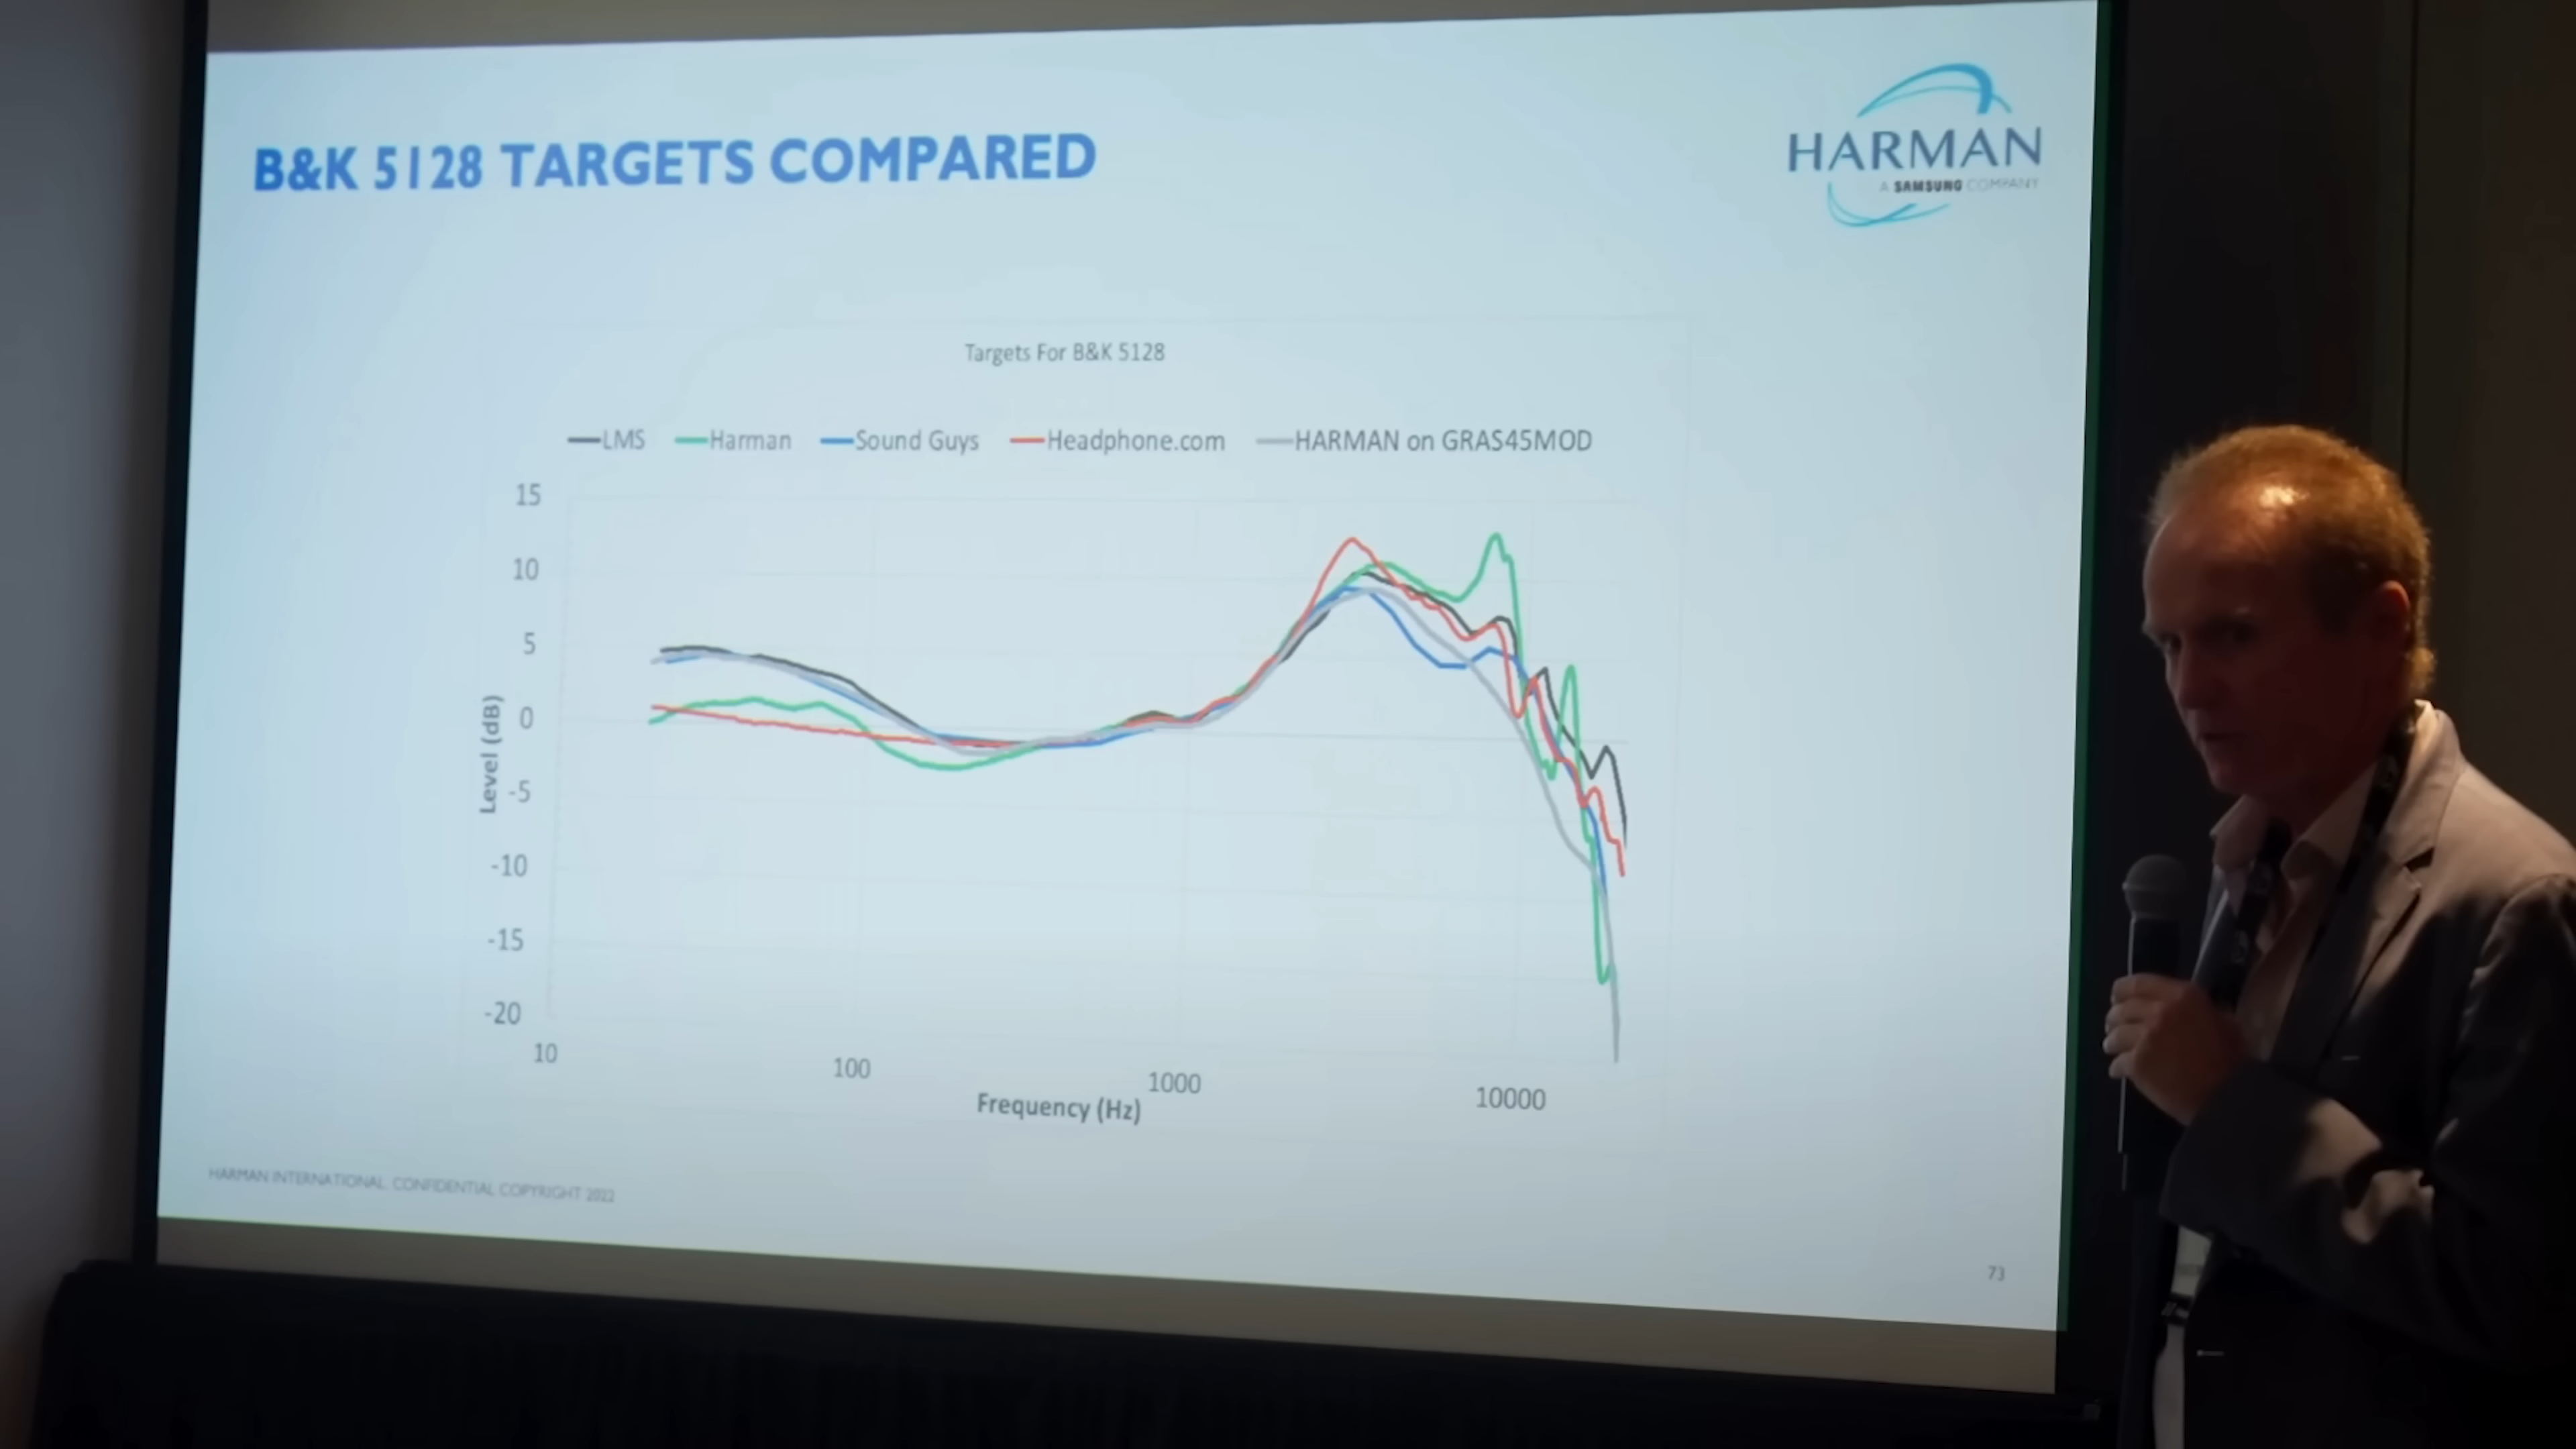 B&K 5128 TARGETS COMPARED
HARMAN
A SAMSUNG COMPANY
Targets For B&K 5128
LMS Harman Sound Guys Headphone.com HARMAN on GRAS45MOD
15
10
5
0
-5
-10
-15
-20
Level (dB)
10 100 1000 10000
Frequency (Hz)
HARMAN INTERNATIONAL. CONFIDENTIAL COPYRIGHT 2022
73